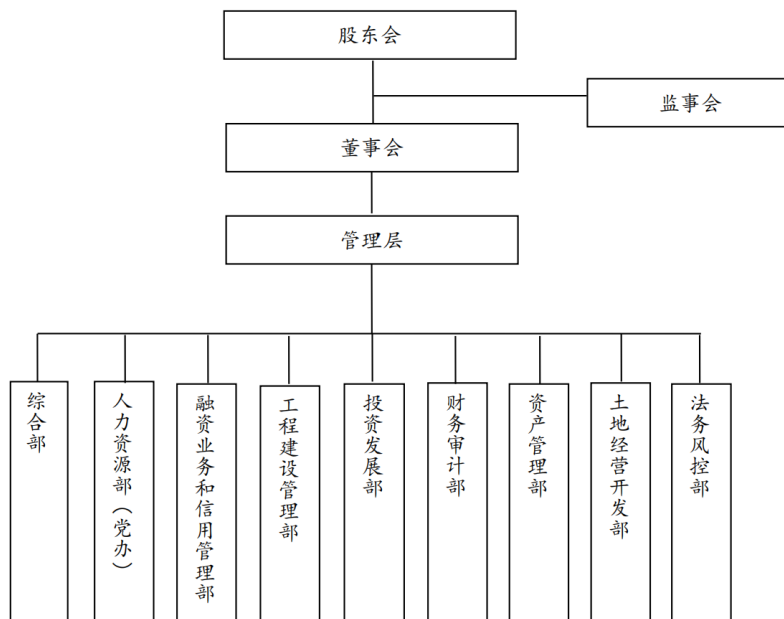 股东会
监事会
董事会
管理层
综合部
人力资源部（党办）
融资业务和信用管理部
工程建设管理部
投资发展部
财务审计部
资产管理部
土地经营开发部
法务风控部